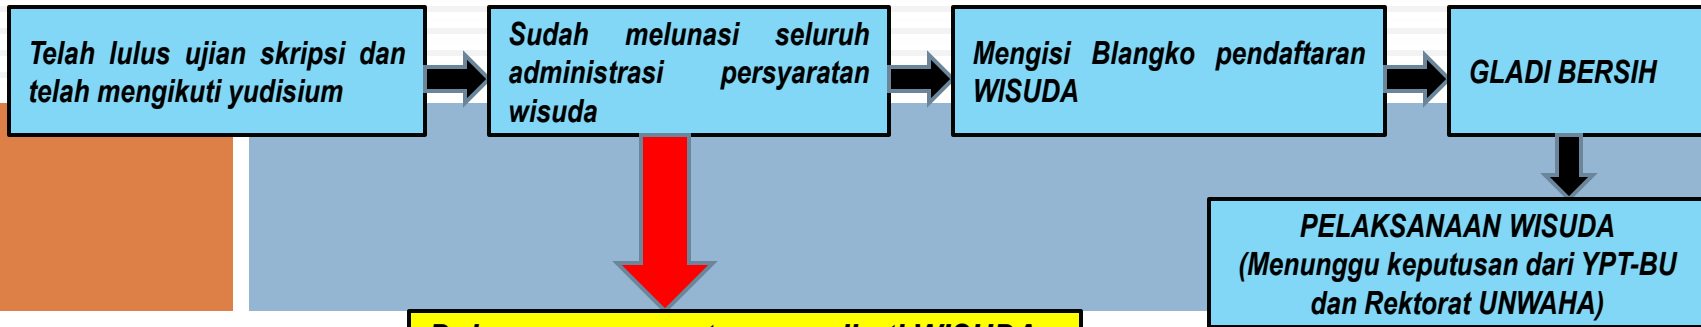 Telah lulus ujian skripsi dan
telah mengikuti yudisium
Sudah melunasi seluruh
administrasi persyaratan
wisuda
Mengisi Blangko pendaftaran
WISUDA
GLADI BERSIH
PELAKSANAAN WISUDA
(Menunggu keputusan dari YPT-BU
dan Rektorat UNWAHA)
WISUDA